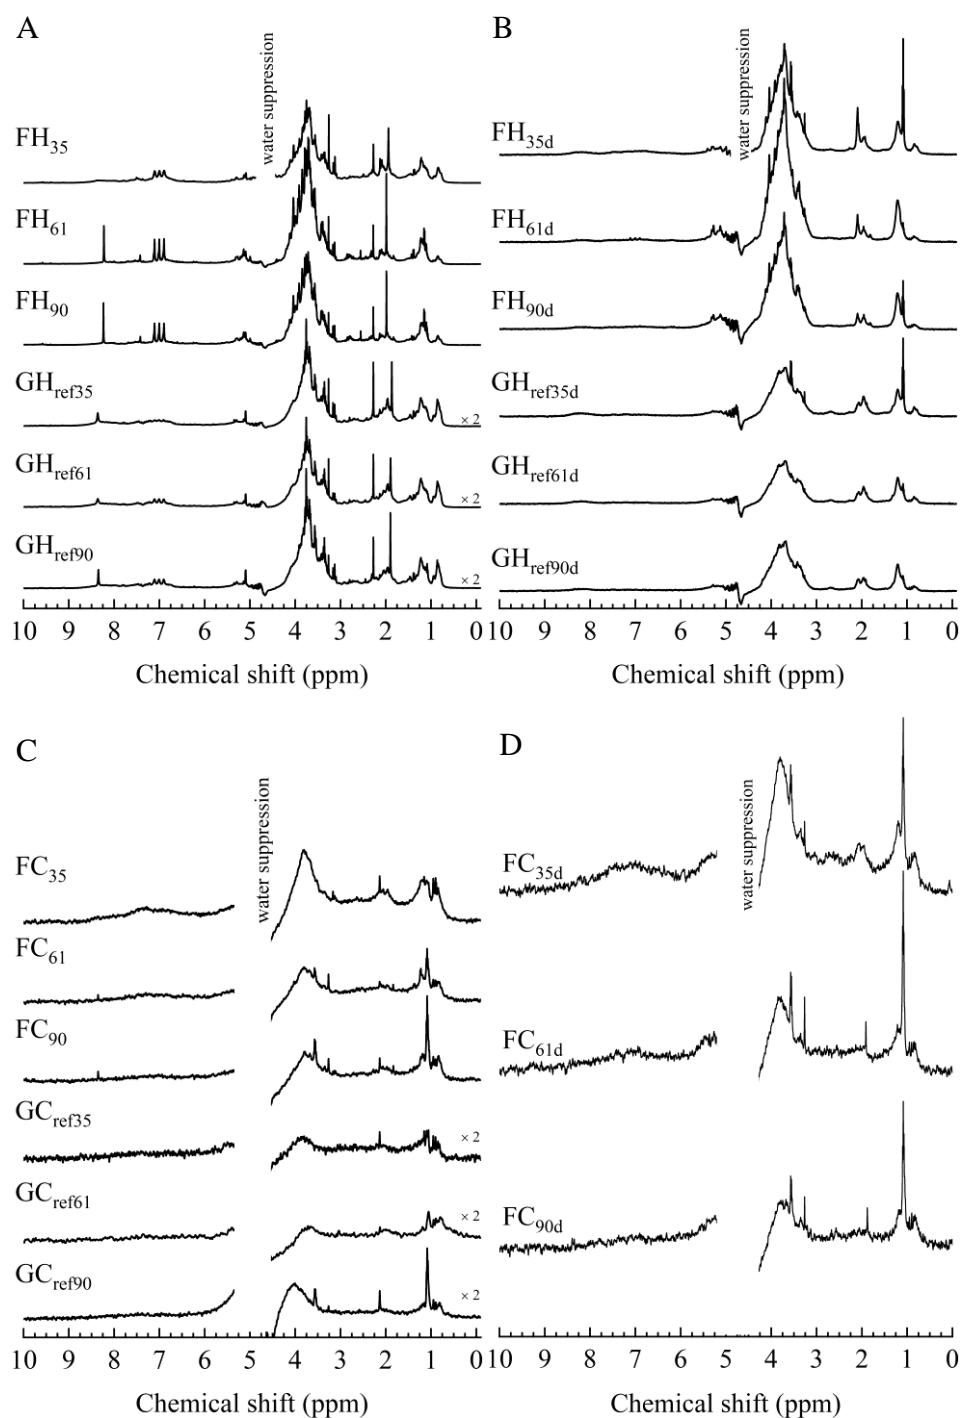 A
water suppression
FH35
FH61
FH90
GHref35
× 2
GHref61
× 2
GHref90
× 2
10 9 8 7 6 5 4 3 2 1 0
Chemical shift (ppm)
B
water suppression
FH35d
FH61d
FH90d
GHref35d
GHref61d
GHref90d
10 9 8 7 6 5 4 3 2 1 0
Chemical shift (ppm)
C
water suppression
FC35
FC61
FC90
GCref35
× 2
GCref61
× 2
GCref90
× 2
10 9 8 7 6 5 4 3 2 1 0
Chemical shift (ppm)
D
water suppression
FC35d
FC61d
FC90d
10 9 8 7 6 5 4 3 2 1 0
Chemical shift (ppm)